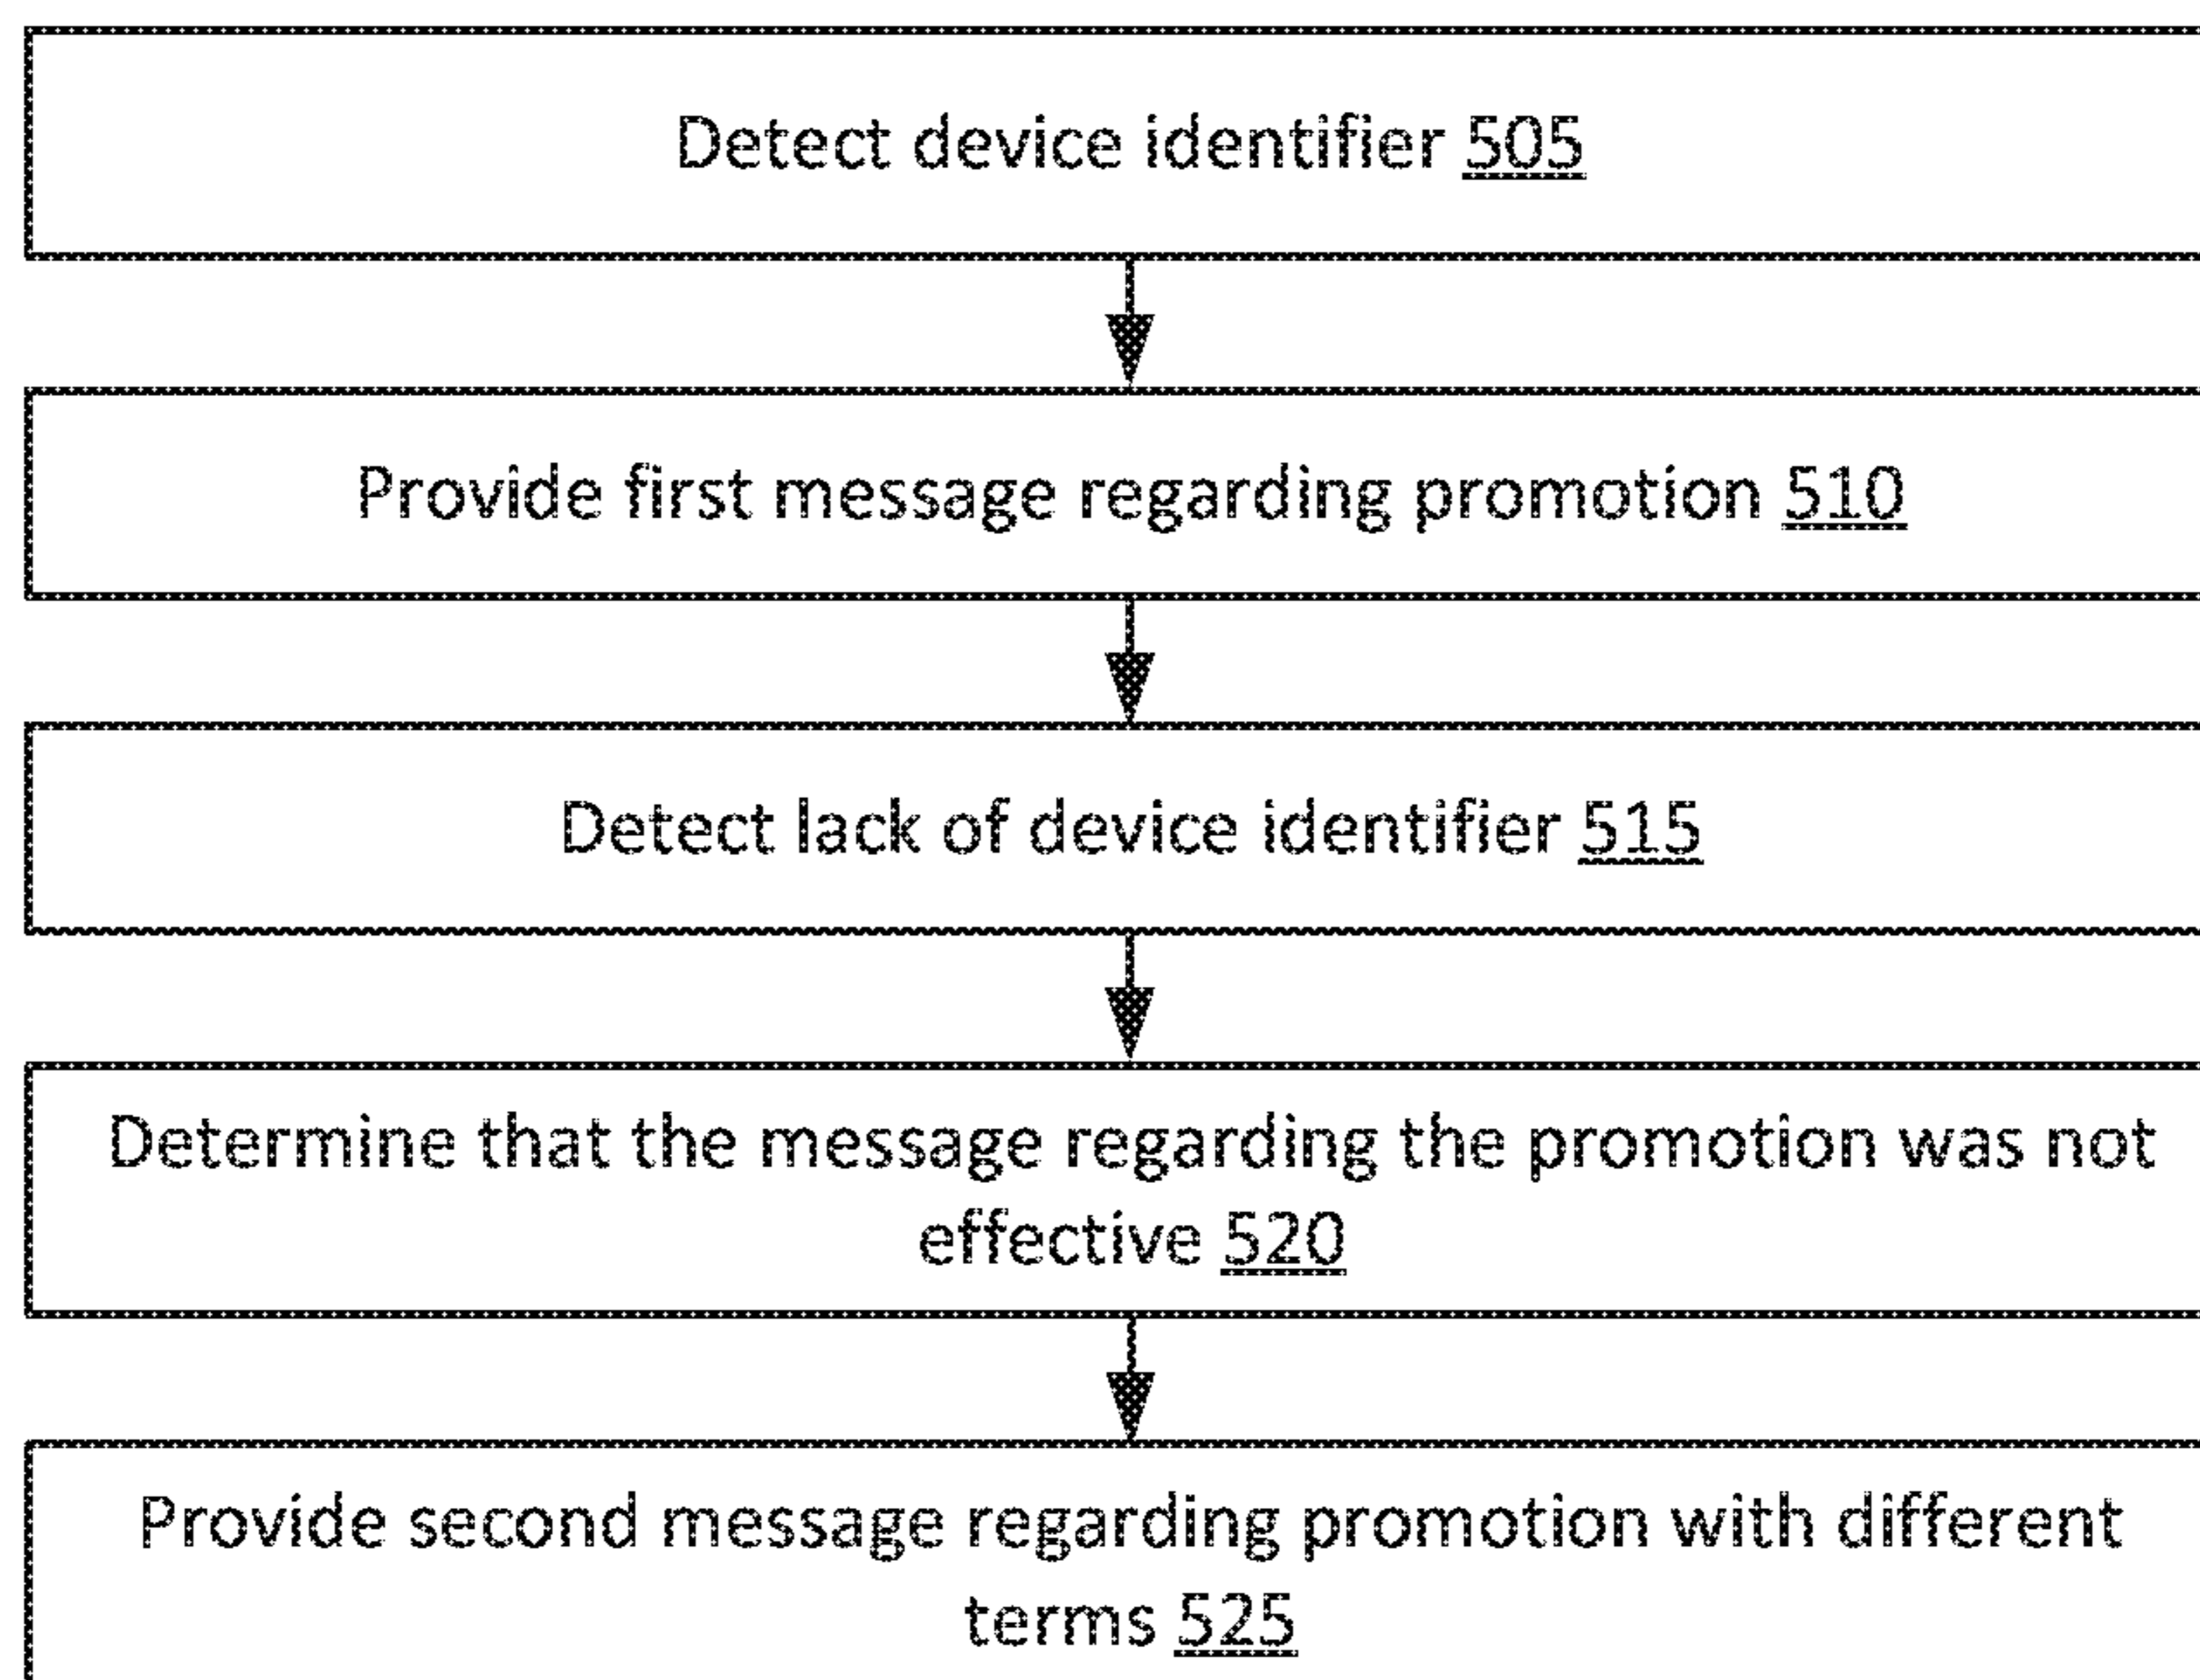 Detect device identifier 505
Provide first message regarding promotion 510
Detect lack of device identifier 515
Determine that the message regarding the promotion was not
effective 520
Provide second message regarding promotion with different
terms 525